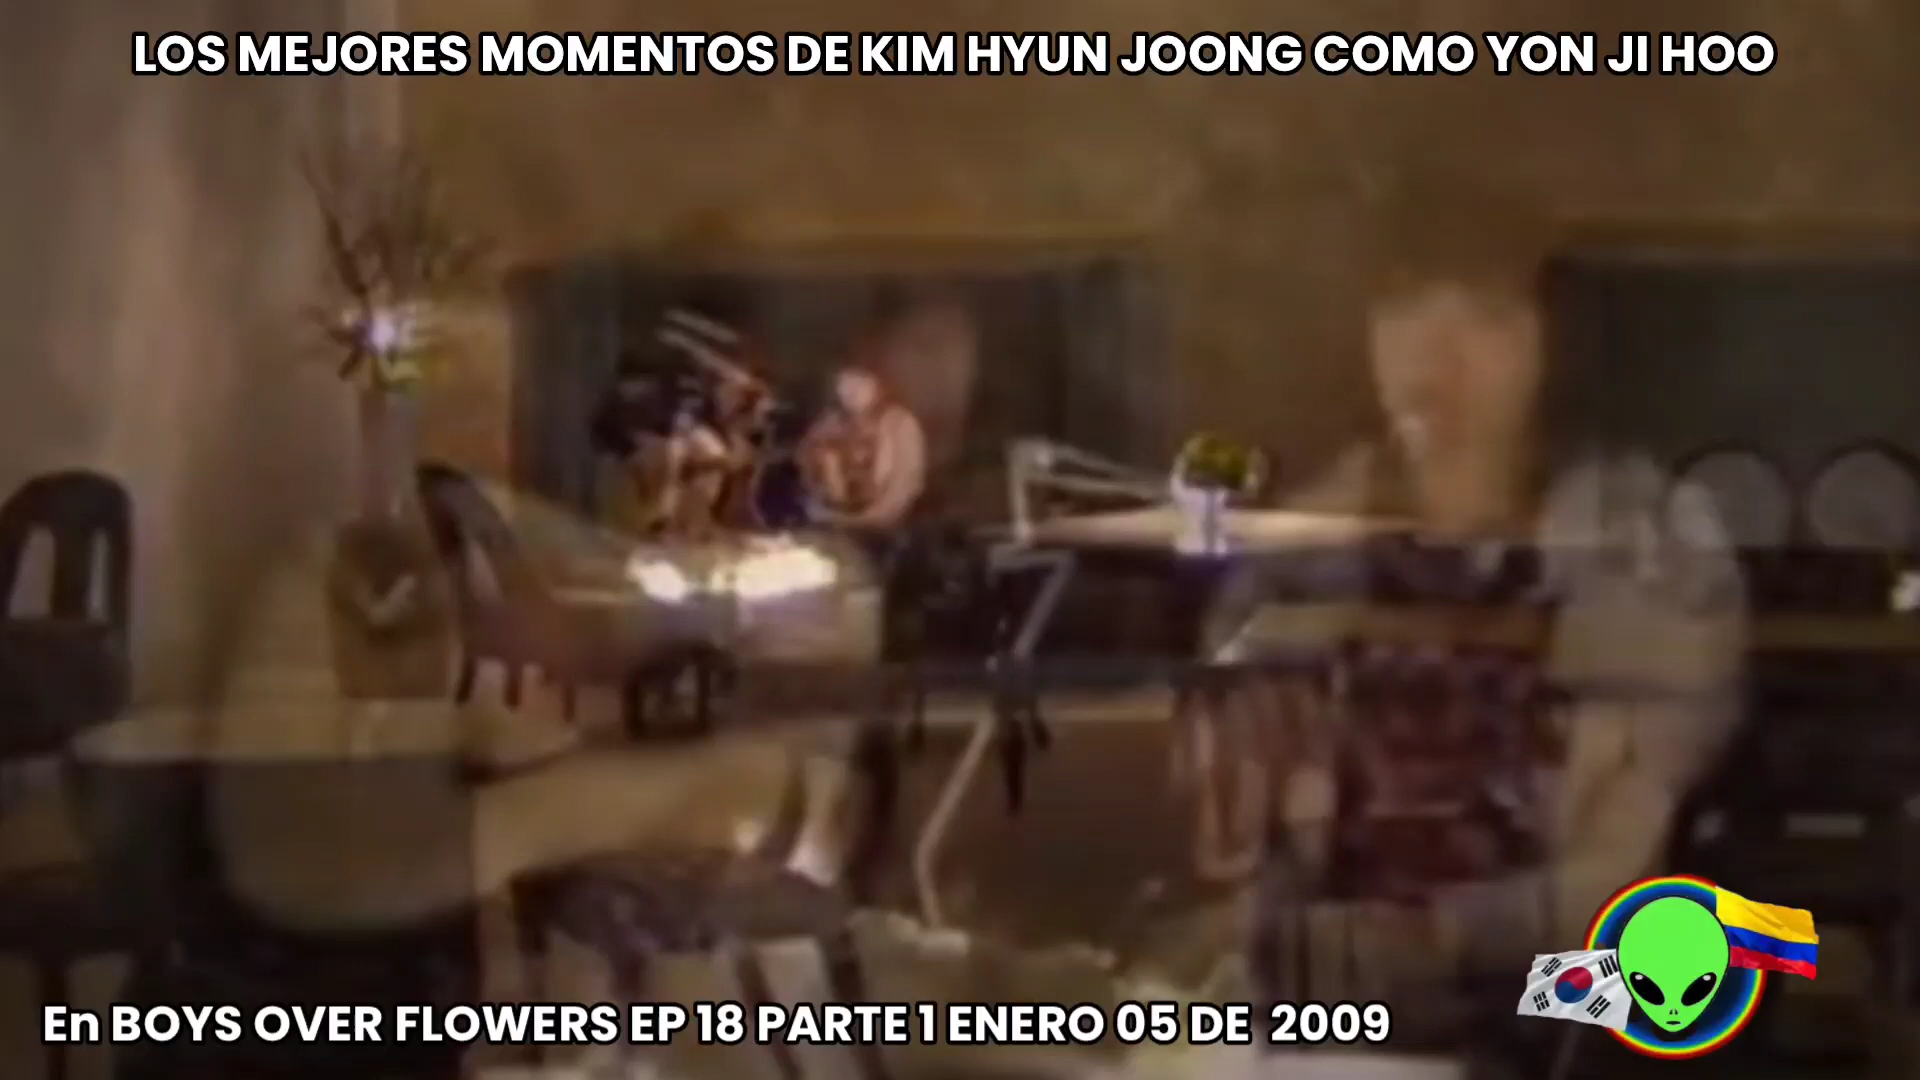 LOS MEJORES MOMENTOS DE KIM HYUN JOONG COMO YON JI HOO
En BOYS OVER FLOWERS EP 18 PARTE 1 ENERO 05 DE 2009